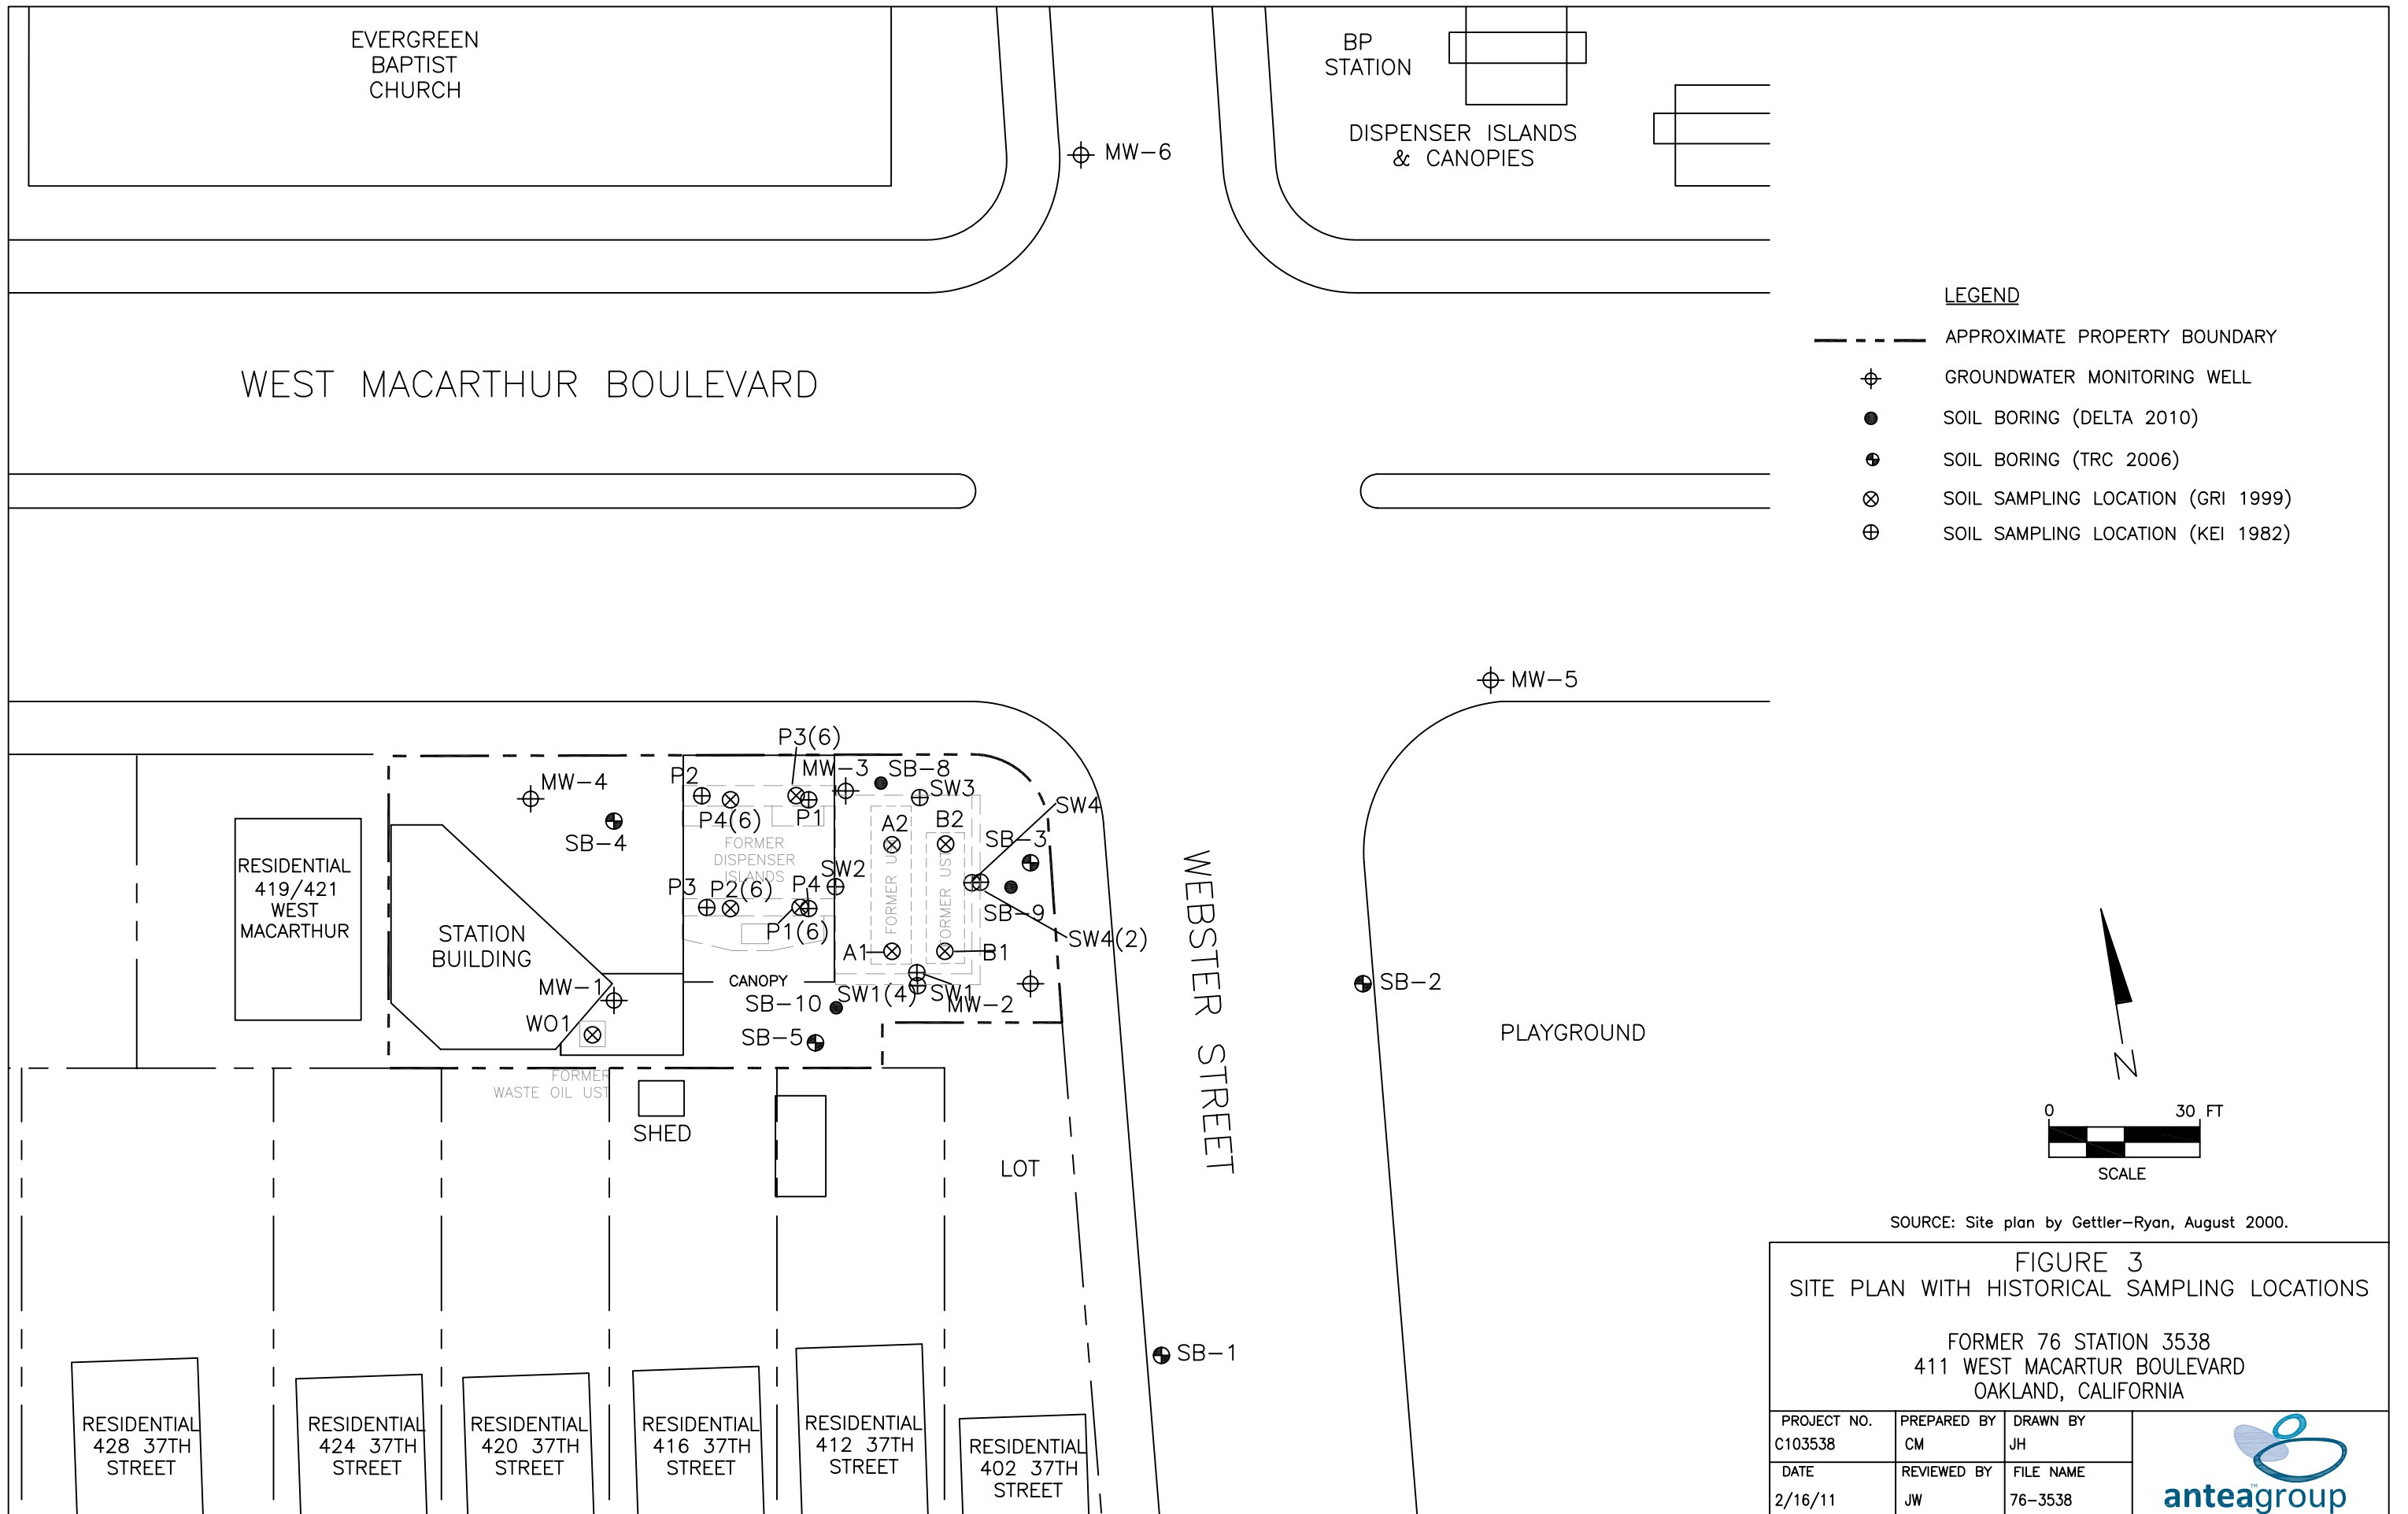 EVERGREEN
BAPTIST
CHURCH
BP
STATION
DISPENSER ISLANDS
& CANOPIES
MW-6
LEGEND
APPROXIMATE PROPERTY BOUNDARY
GROUNDWATER MONITORING WELL
SOIL BORING (DELTA 2010)
SOIL BORING (TRC 2006)
SOIL SAMPLING LOCATION (GRI 1999)
SOIL SAMPLING LOCATION (KEI 1982)
WEST MACARTHUR BOULEVARD
MW-5
P3(6)
P2
MW-3
SB-8
MW-4
SW3
SW4
P4(6)
P1
A2
B2
SB-4
SB-3
FORMER
DISPENSER
ISLANDS
RESIDENTIAL
419/421
WEST
MACARTHUR
SW2
P3
P2(6)
P4
FORMER UST
FORMER UST
SB-9
P1(6)
SW4(2)
STATION
BUILDING
A1
B1
CANOPY
MW-1
SB-10
SW1(4)
SW1
MW-2
WO1
SB-5
SB-2
WEBSTER STREET
PLAYGROUND
FORMER
WASTE OIL UST
SHED
LOT
N
0 30 FT
SCALE
SB-1
SOURCE: Site plan by Gettler-Ryan, August 2000.
RESIDENTIAL
428 37TH
STREET
RESIDENTIAL
424 37TH
STREET
RESIDENTIAL
420 37TH
STREET
RESIDENTIAL
416 37TH
STREET
RESIDENTIAL
412 37TH
STREET
RESIDENTIAL
402 37TH
STREET
FIGURE 3
SITE PLAN WITH HISTORICAL SAMPLING LOCATIONS
FORMER 76 STATION 3538
411 WEST MACARTUR BOULEVARD
OAKLAND, CALIFORNIA
PROJECT NO. PREPARED BY DRAWN BY
C103538 CM JH
DATE REVIEWED BY FILE NAME
2/16/11 JW 76-3538
anteagroup™